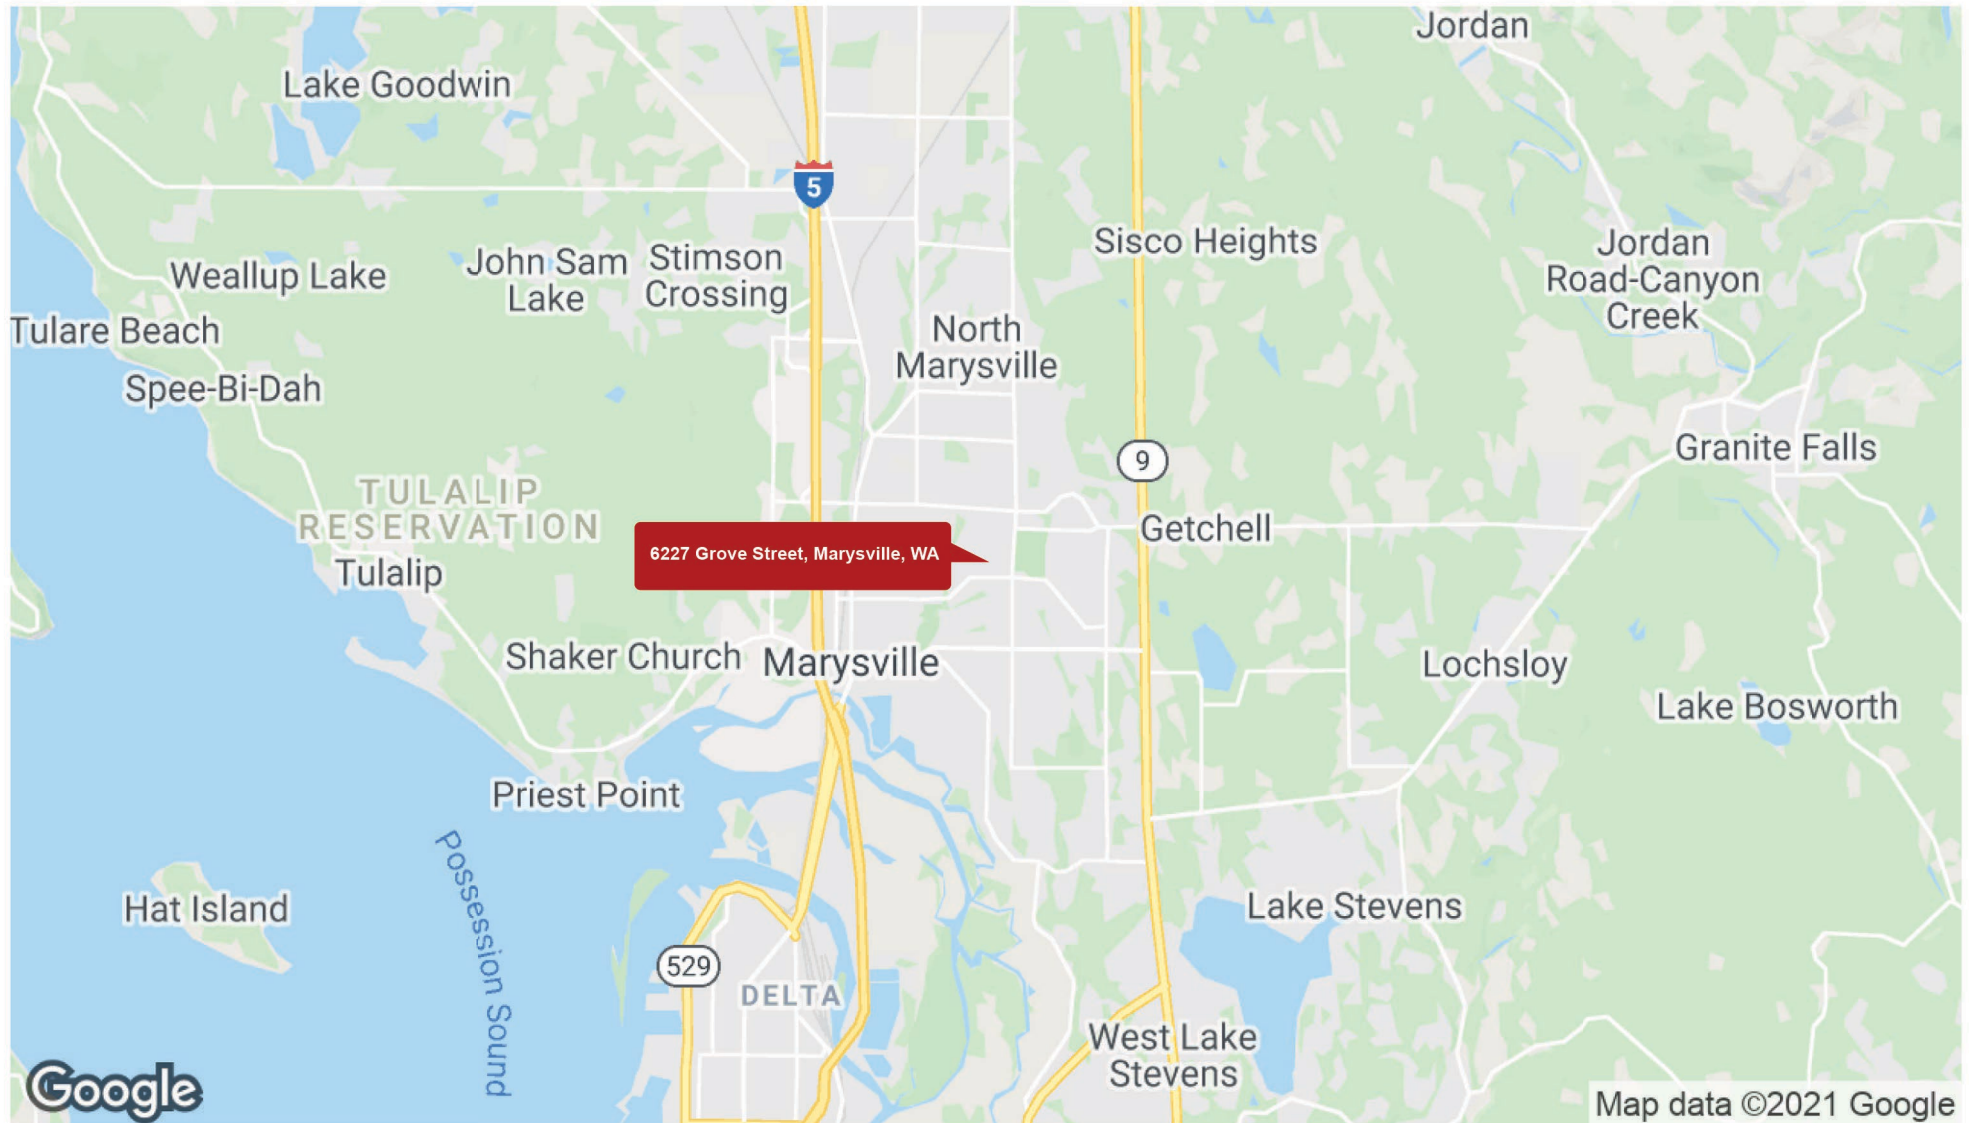 Jordan
Lake Goodwin
5
Sisco Heights
Jordan
Road-Canyon
Creek
John Sam
Lake
Stimson
Crossing
Weallup Lake
Tulare Beach
North
Marysville
Spee-Bi-Dah
Granite Falls
9
TULALIP
RESERVATION
Getchell
6227 Grove Street, Marysville, WA
Tulalip
Shaker Church
Marysville
Lochsloy
Lake Bosworth
Priest Point
Possession Sound
Hat Island
Lake Stevens
529
DELTA
West Lake
Stevens
Google
Map data ©2021 Google